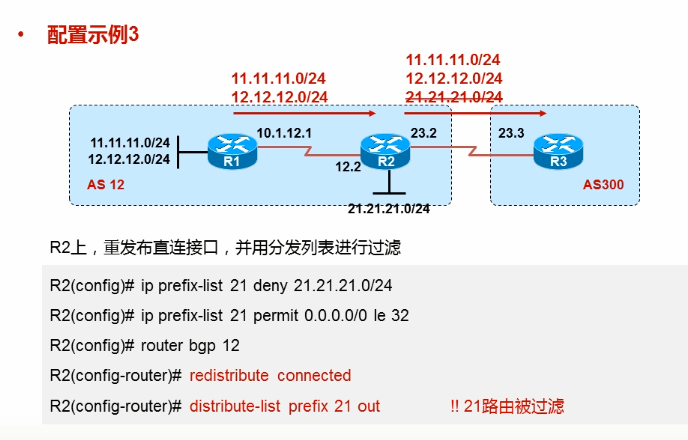 • 配置示例3
11.11.11.0/24
12.12.12.0/24
21.21.21.0/24
11.11.11.0/24
12.12.12.0/24
10.1.12.1
23.2
23.3
11.11.11.0/24
12.12.12.0/24
R1
R2
R3
12.2
AS 12
AS300
21.21.21.0/24
R2上，重发布直连接口，并用分发列表进行过滤
R2(config)# ip prefix-list 21 deny 21.21.21.0/24
R2(config)# ip prefix-list 21 permit 0.0.0.0/0 le 32
R2(config)# router bgp 12
R2(config-router)# redistribute connected
R2(config-router)# distribute-list prefix 21 out !! 21路由被过滤